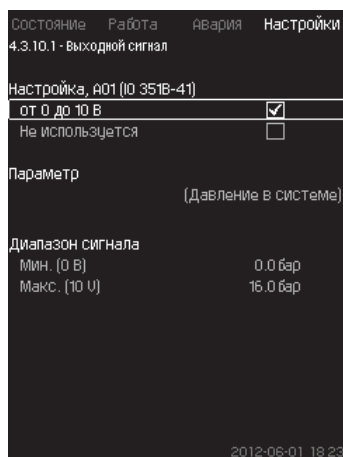 Состояние Работа Авария Настройки
4.3.10.1 - Выходной сигнал
Настройка, AO1 (IO 351B-41)
от 0 до 10 В
Не используется
Параметр
(Давление в системе)
Диапазон сигнала
Мин. (0 В) 0.0 бар
Макс. (10 V) 16.0 бар
2012-06-01 18:23